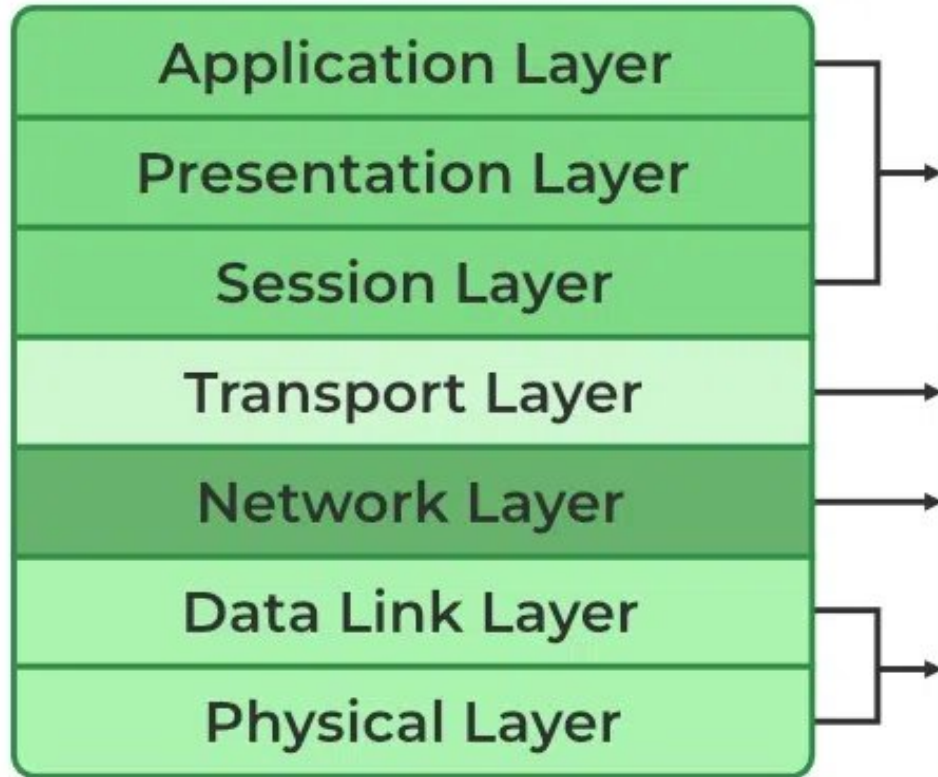 Application Layer
Presentation Layer
Session Layer
Transport Layer
Network Layer
Data Link Layer
Physical Layer